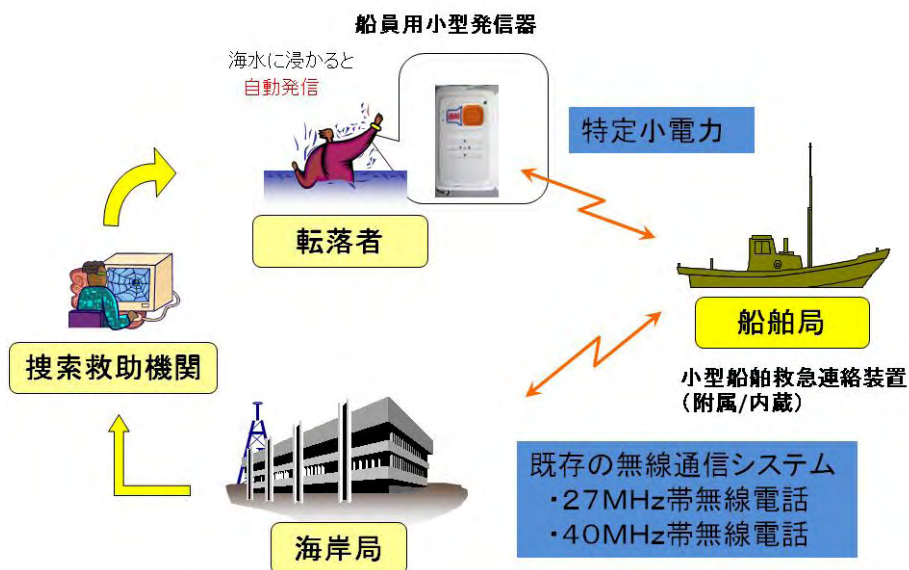 船員用小型発信器
海水に浸かると
自動発信
特定小電力
転落者
船舶局
捜索救助機関
小型船舶救急連絡装置
（附属/内蔵）
既存の無線通信システム
・27MHz帯無線電話
・40MHz帯無線電話
海岸局